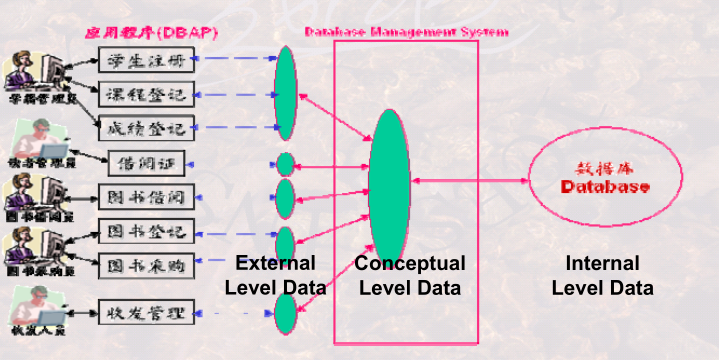 应用程序(DBAP)
Database Management System
学生注册
课程登记
学籍管理员
成绩登记
借阅证
读者管理员
图书借阅
图书借阅员
图书登记
图书采购
图书采购员
收发管理
收发人员
数据库
Database
External
Level Data
Conceptual
Level Data
Internal
Level Data